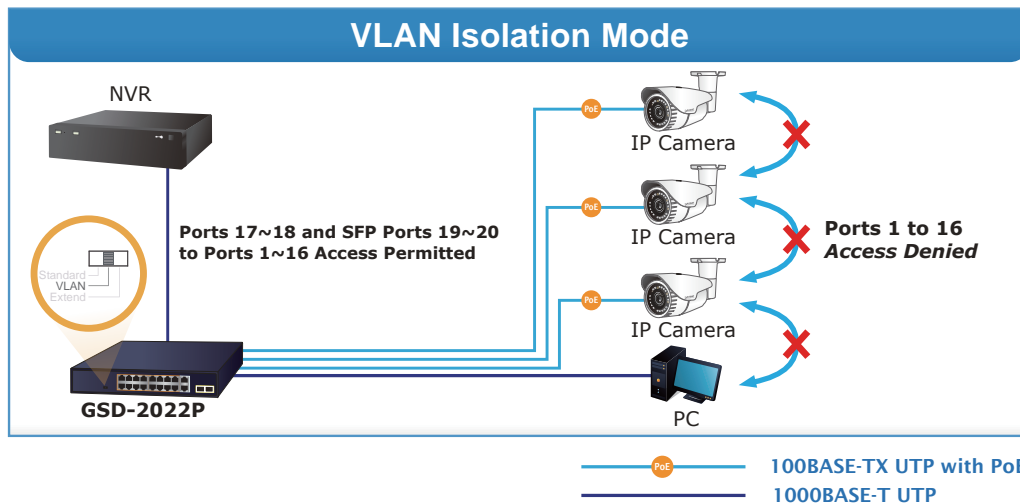 VLAN Isolation Mode
NVR
PoE
IP Camera
Ports 17~18 and SFP Ports 19~20
to Ports 1~16 Access Permitted
PoE
IP Camera
Ports 1 to 16
Access Denied
Standard
VLAN
Extend
PoE
IP Camera
GSD-2022P
PC
PoE
100BASE-TX UTP with PoE
1000BASE-T UTP